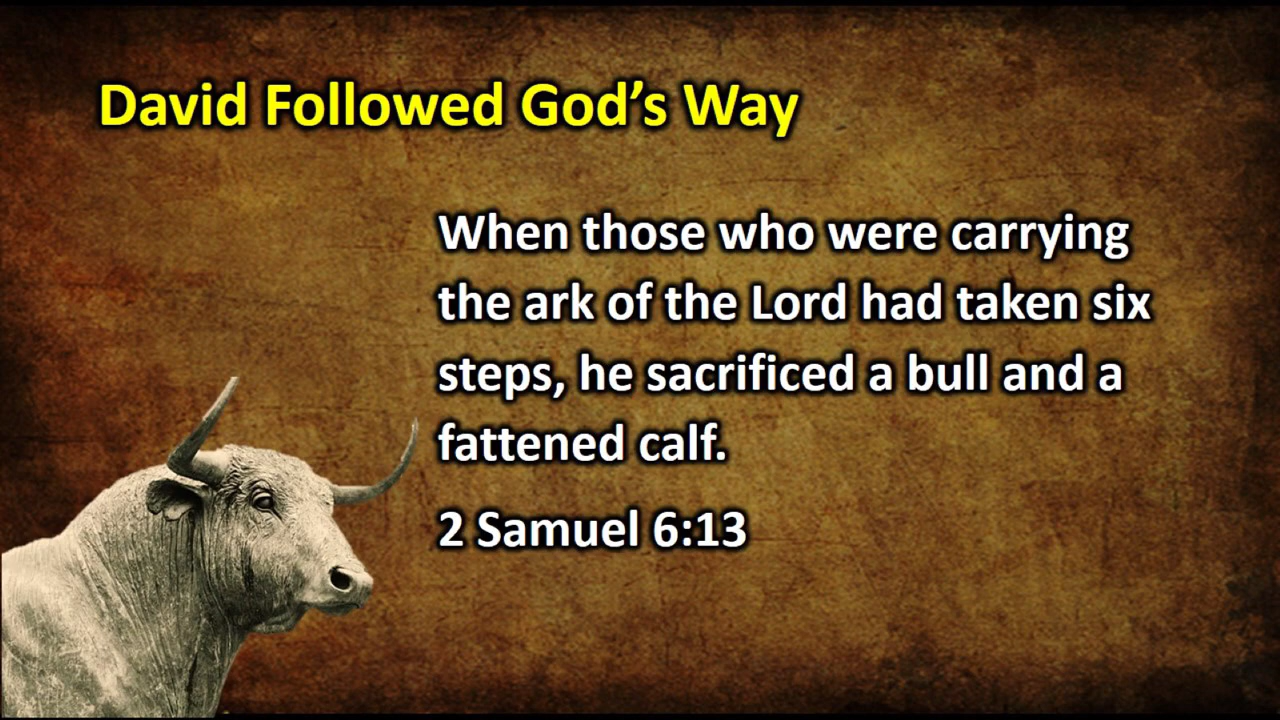 David Followed God’s Way
When those who were carrying
the ark of the Lord had taken six
steps, he sacrificed a bull and a
fattened calf.
2 Samuel 6:13